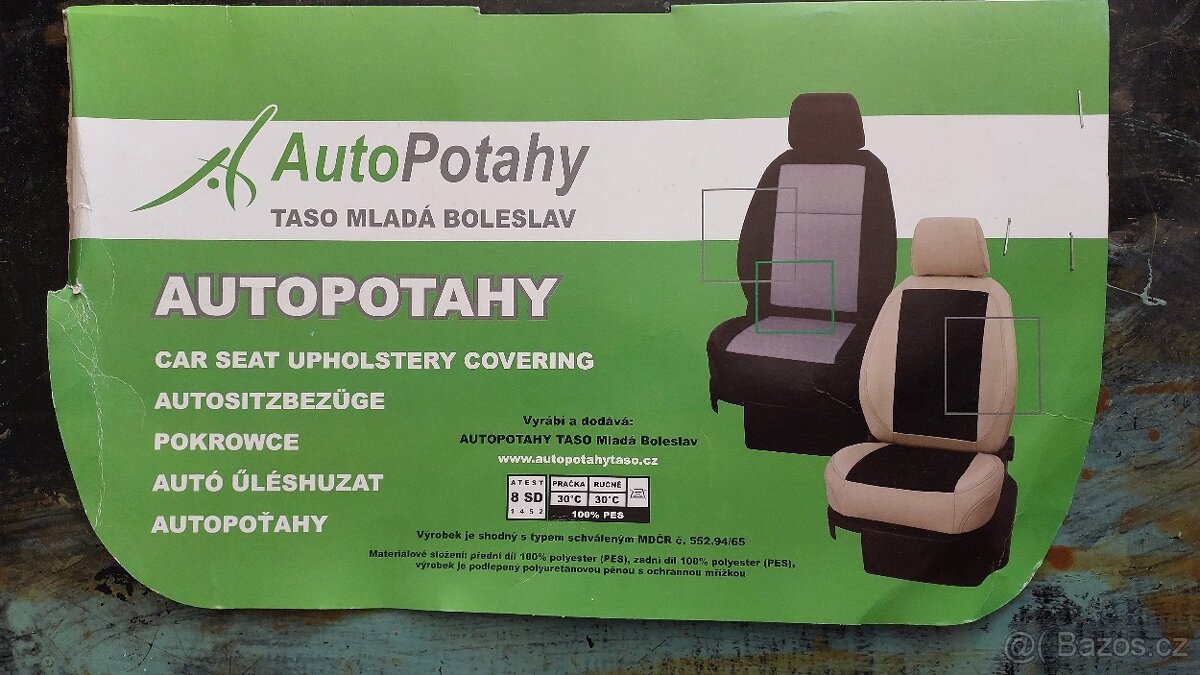 AutoPotahy
TASO MLADÁ BOLESLAV
AUTOPOTAHY
CAR SEAT UPHOLSTERY COVERING
AUTOSITZBEZÜGE
POKROWCE
AUTÓ ŰLÉSHUZAT
AUTOPOŤAHY
Vyrábí a dodává:
AUTOPOTAHY TASO Mladá Boleslav
www.autopotahytaso.cz
ATEST
8 SD
1452
PRAČKA RUČNĚ
30°C 30°C
100% PES
Výrobek je shodný s typem schváleným MDČR č. 552,94/65
Materiálové složení: přední díl 100% polyester (PES), zadní díl 100% polyester (PES),
výrobek je podlepený polyuretanovou pěnou s ochrannou mřížkou
Bazos.cz